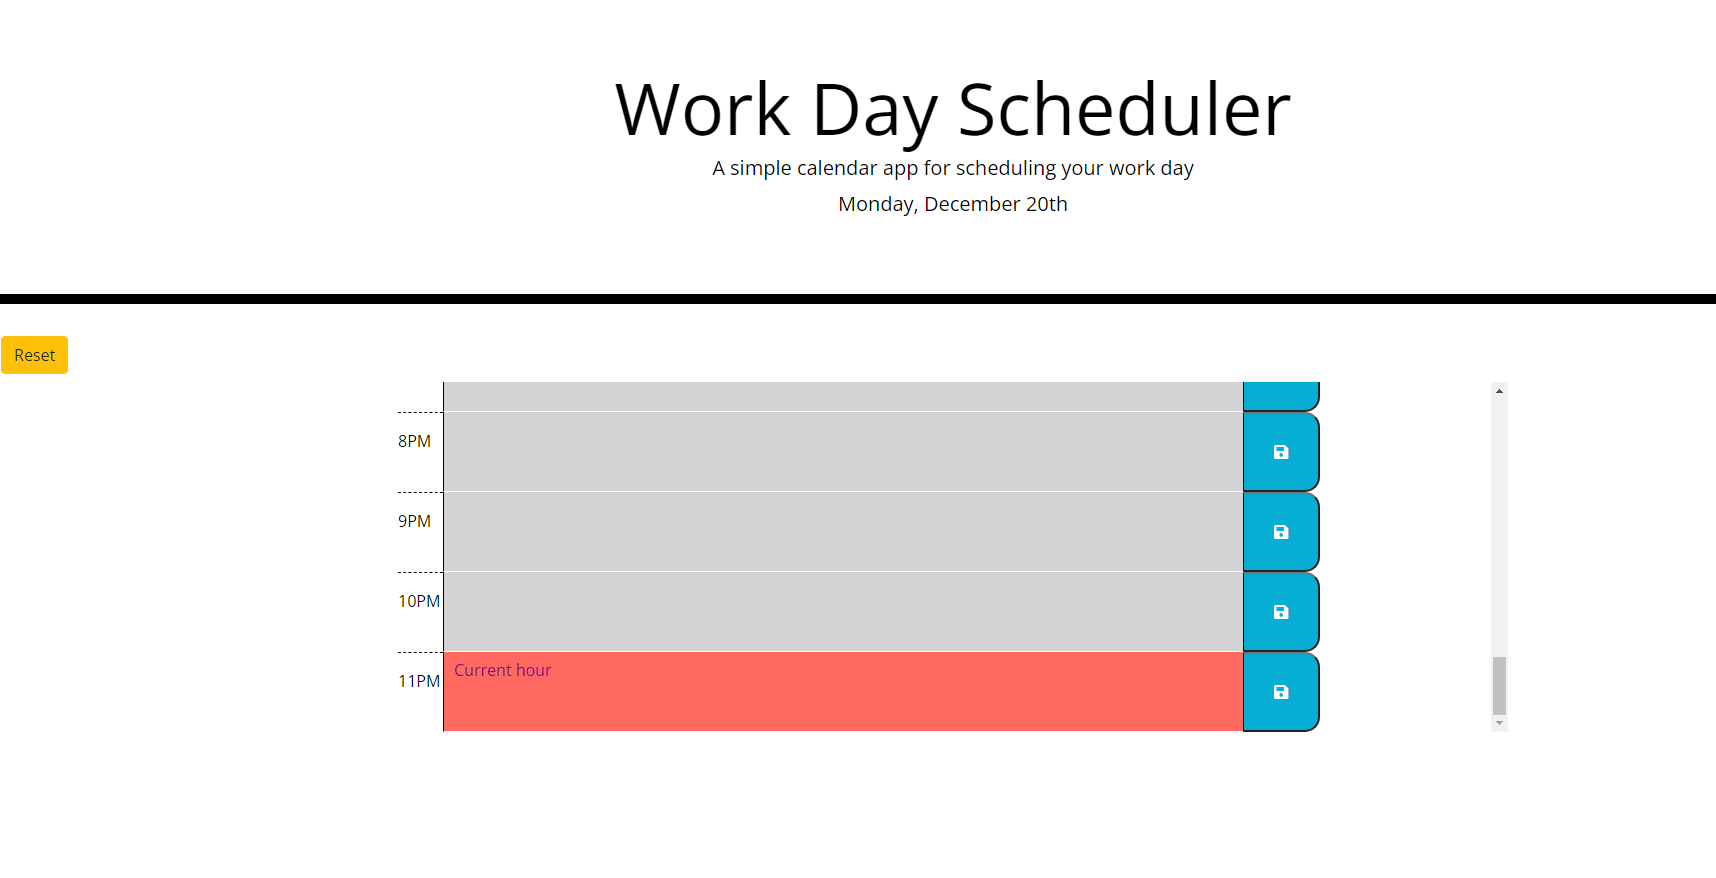 Work Day Scheduler
A simple calendar app for scheduling your work day
Monday, December 20th
Reset
8PM
9PM
10PM
11PM Current hour